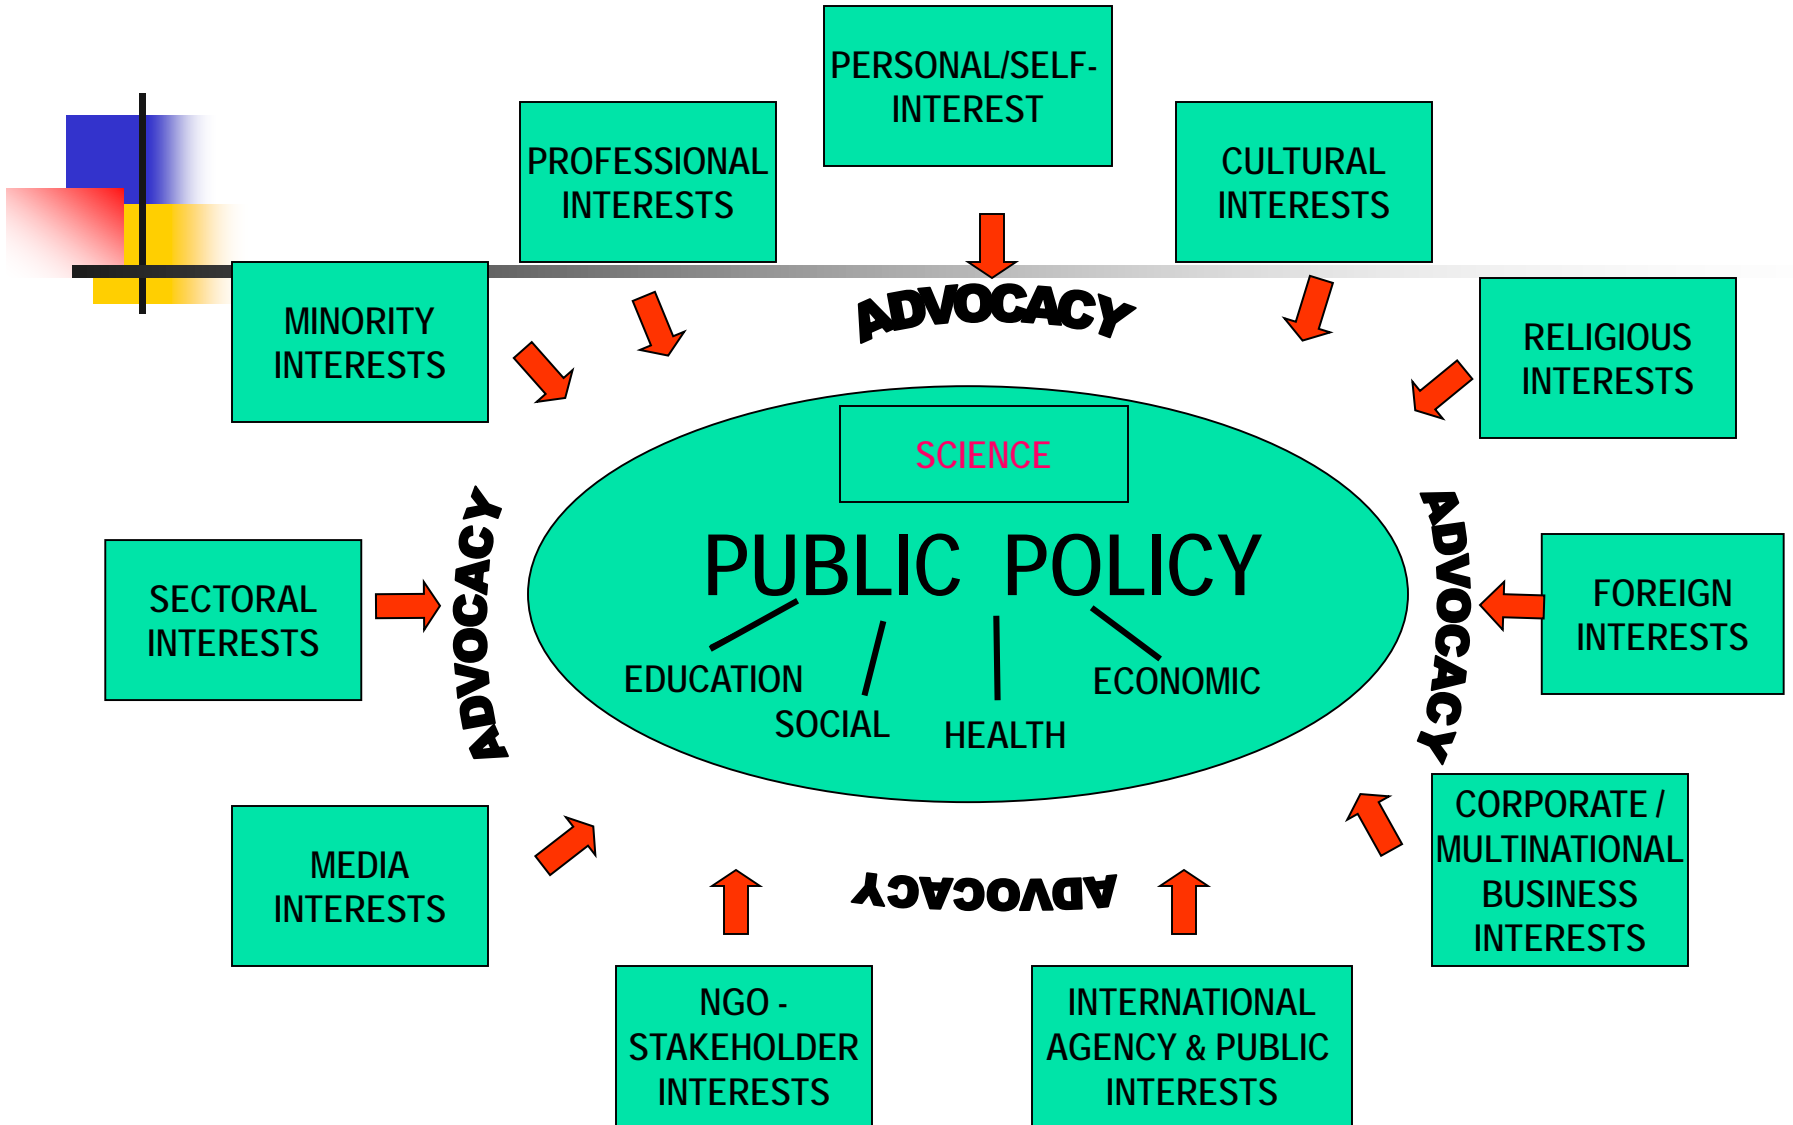 PERSONAL/SELF-
INTEREST
PROFESSIONAL
INTERESTS
CULTURAL
INTERESTS
MINORITY
INTERESTS
ADVOCACY
RELIGIOUS
INTERESTS
SCIENCE
PUBLIC POLICY
EDUCATION
SOCIAL
HEALTH
ECONOMIC
SECTORAL
INTERESTS
ADVOCACY
ADVOCACY
FOREIGN
INTERESTS
MEDIA
INTERESTS
ADVOCACY
CORPORATE /
MULTINATIONAL
BUSINESS
INTERESTS
NGO -
STAKEHOLDER
INTERESTS
INTERNATIONAL
AGENCY & PUBLIC
INTERESTS